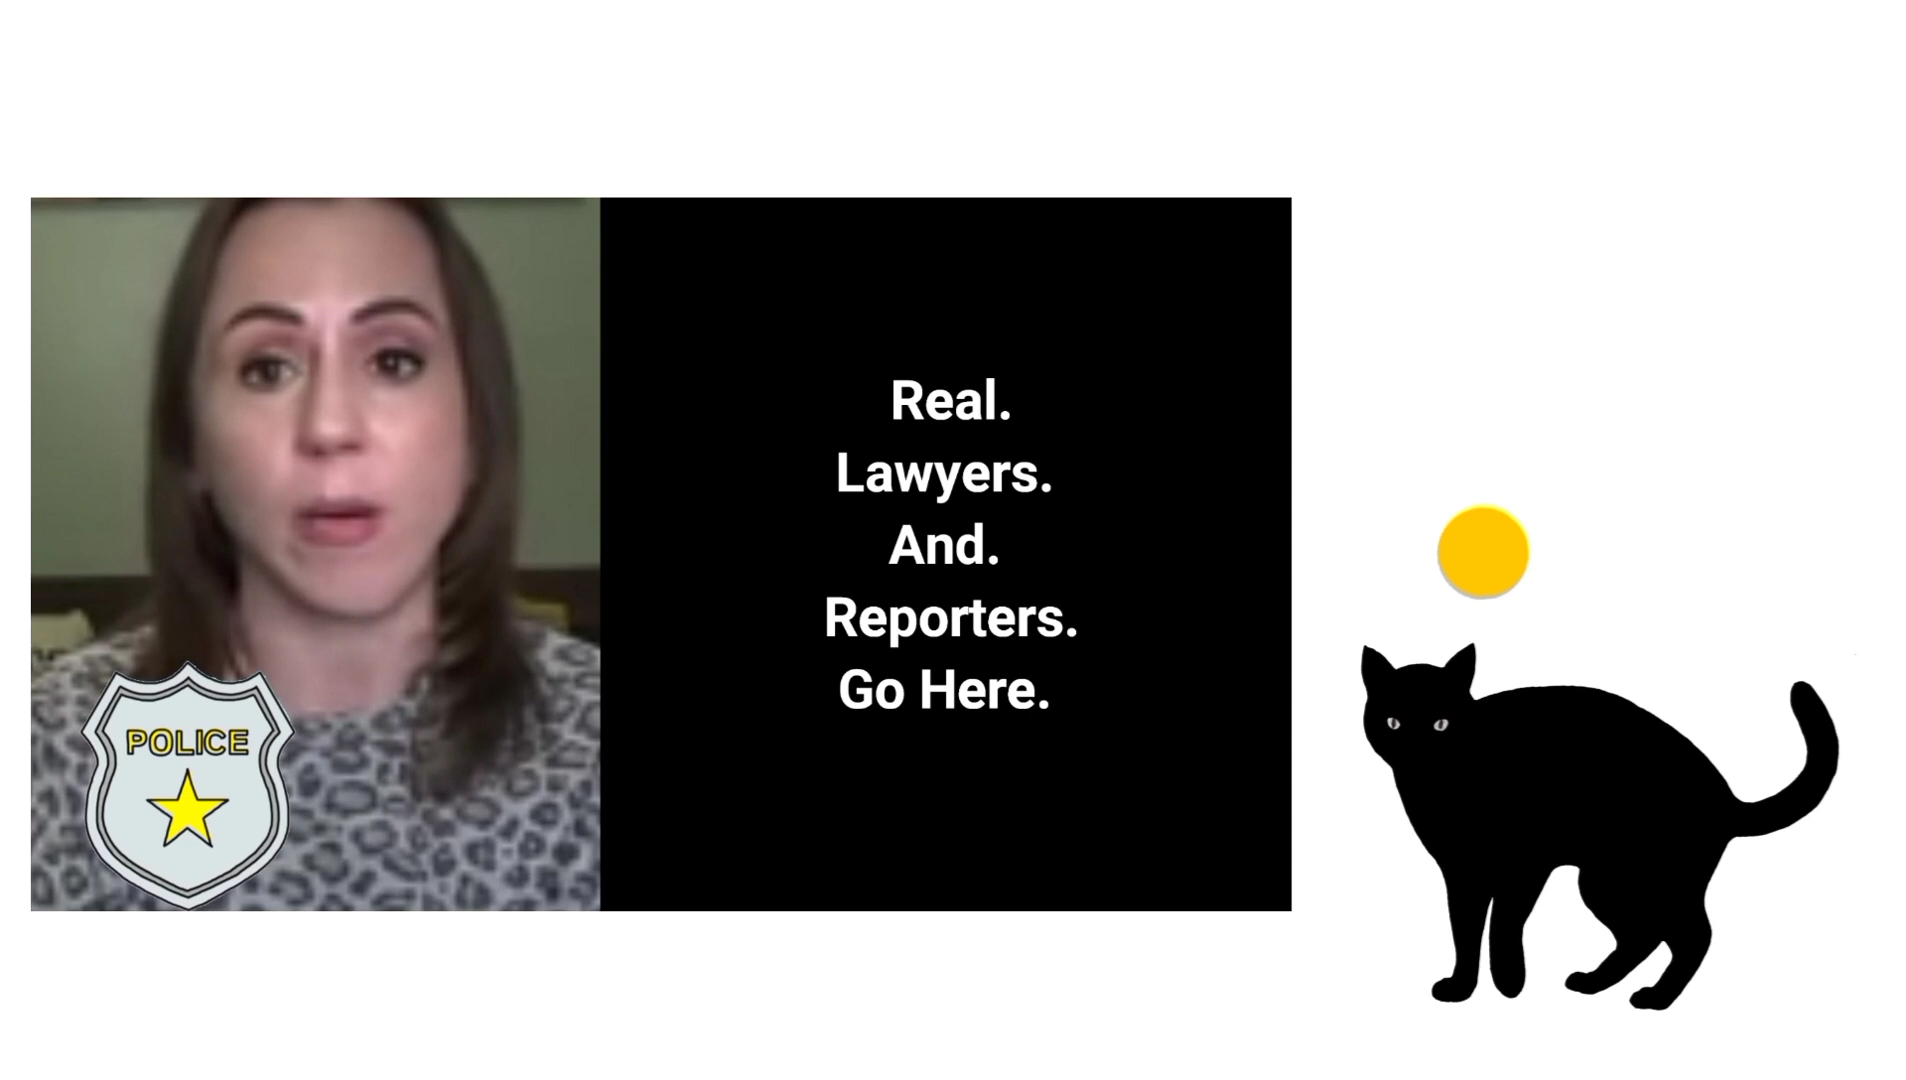 POLICE
Real.
Lawyers.
And.
Reporters.
Go Here.